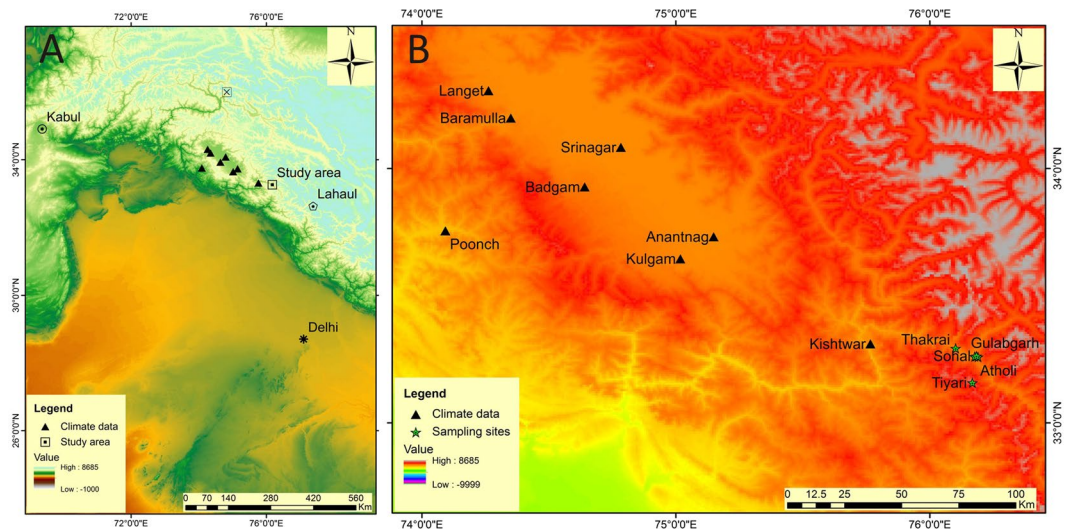 72°0'0"E 76°0'0"E
A
N
Kabul
34°0'0"N
Study area
Lahaul
30°0'0"N
Delhi
26°0'0"N
Legend
Climate data
Study area
Value
High : 8685
Low : -1000
0 70 140 280 420 560
Km
72°0'0"E 76°0'0"E
74°0'0"E 75°0'0"E 76°0'0"E
A
N
Langet
Baramulla
Srinagar
34°0'0"N
Badgam
Poonch
Anantnag
Kulgam
Kishtwar
Thakrai
Gulabgarh
Sohal
Atholi
Tiyari
33°0'0"N
Legend
Climate data
Sampling sites
Value
High : 8685
Low : -9999
0 12.5 25 50 75 100
Km
74°0'0"E 75°0'0"E 76°0'0"E